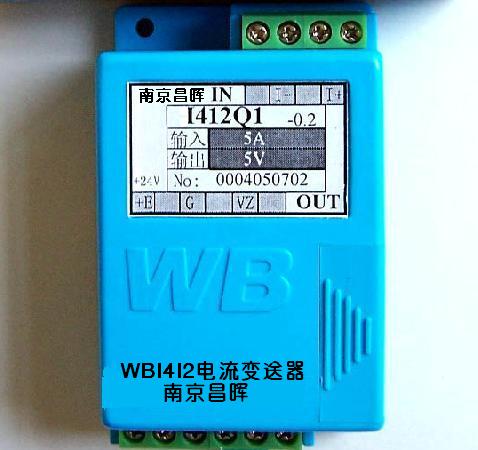 南京昌晖 IN I- I+
I412Q1 -0.2
输入 5A
输出 5V
+24V No: 0004050702
+E G VZ OUT
WB
WBI4I2电流变送器
南京昌晖